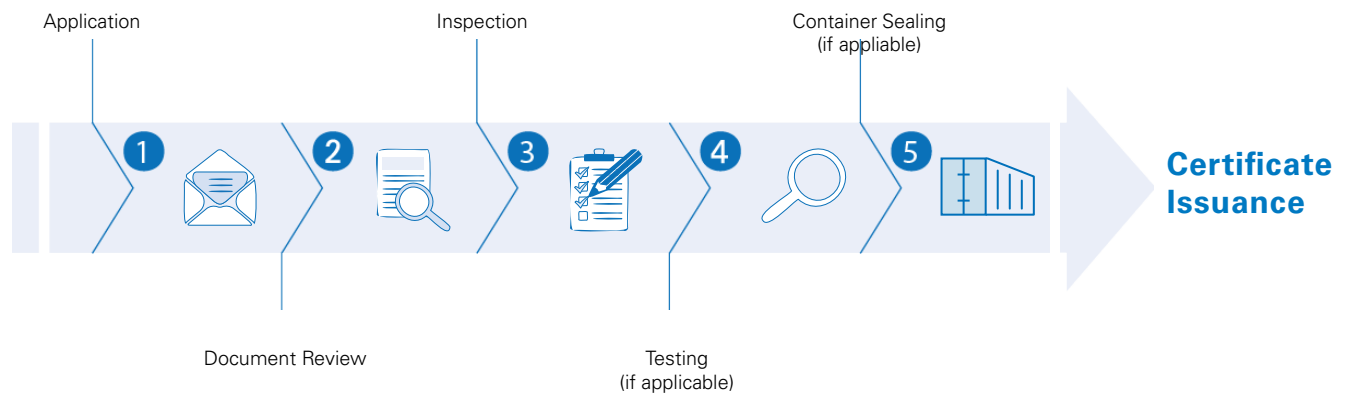 Application
Inspection
Container Sealing
(if appliable)
1
2
3
4
5
Certificate
Issuance
Document Review
Testing
(if applicable)